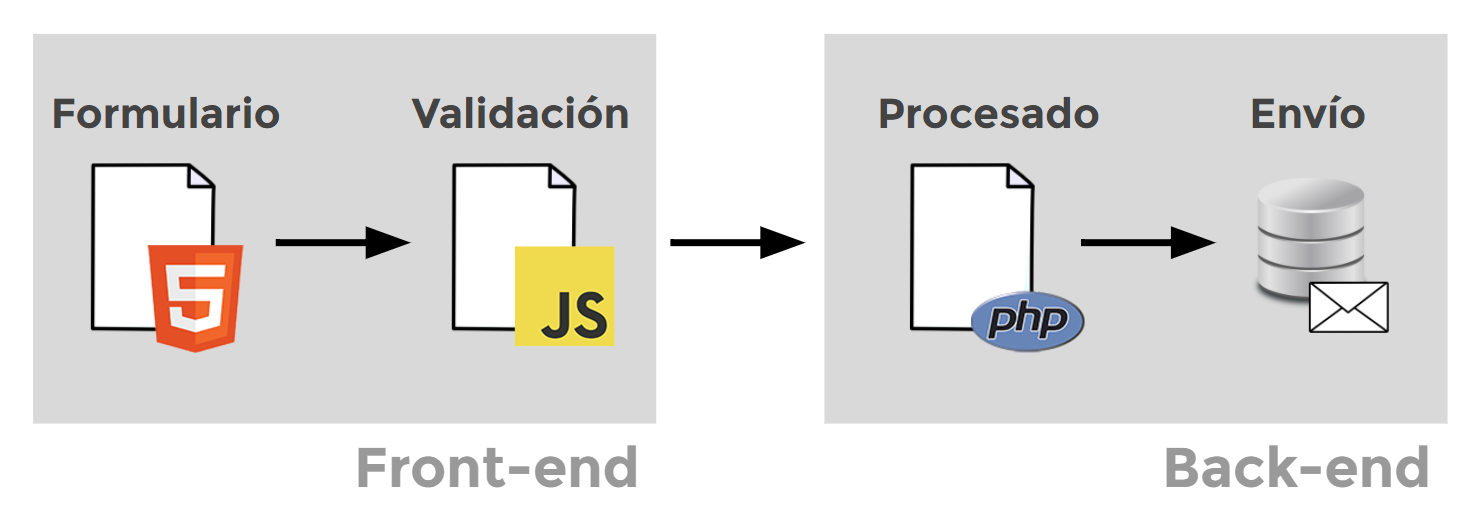 Formulario
Validación
Procesado
Envío
5
JS
php
Front-end
Back-end